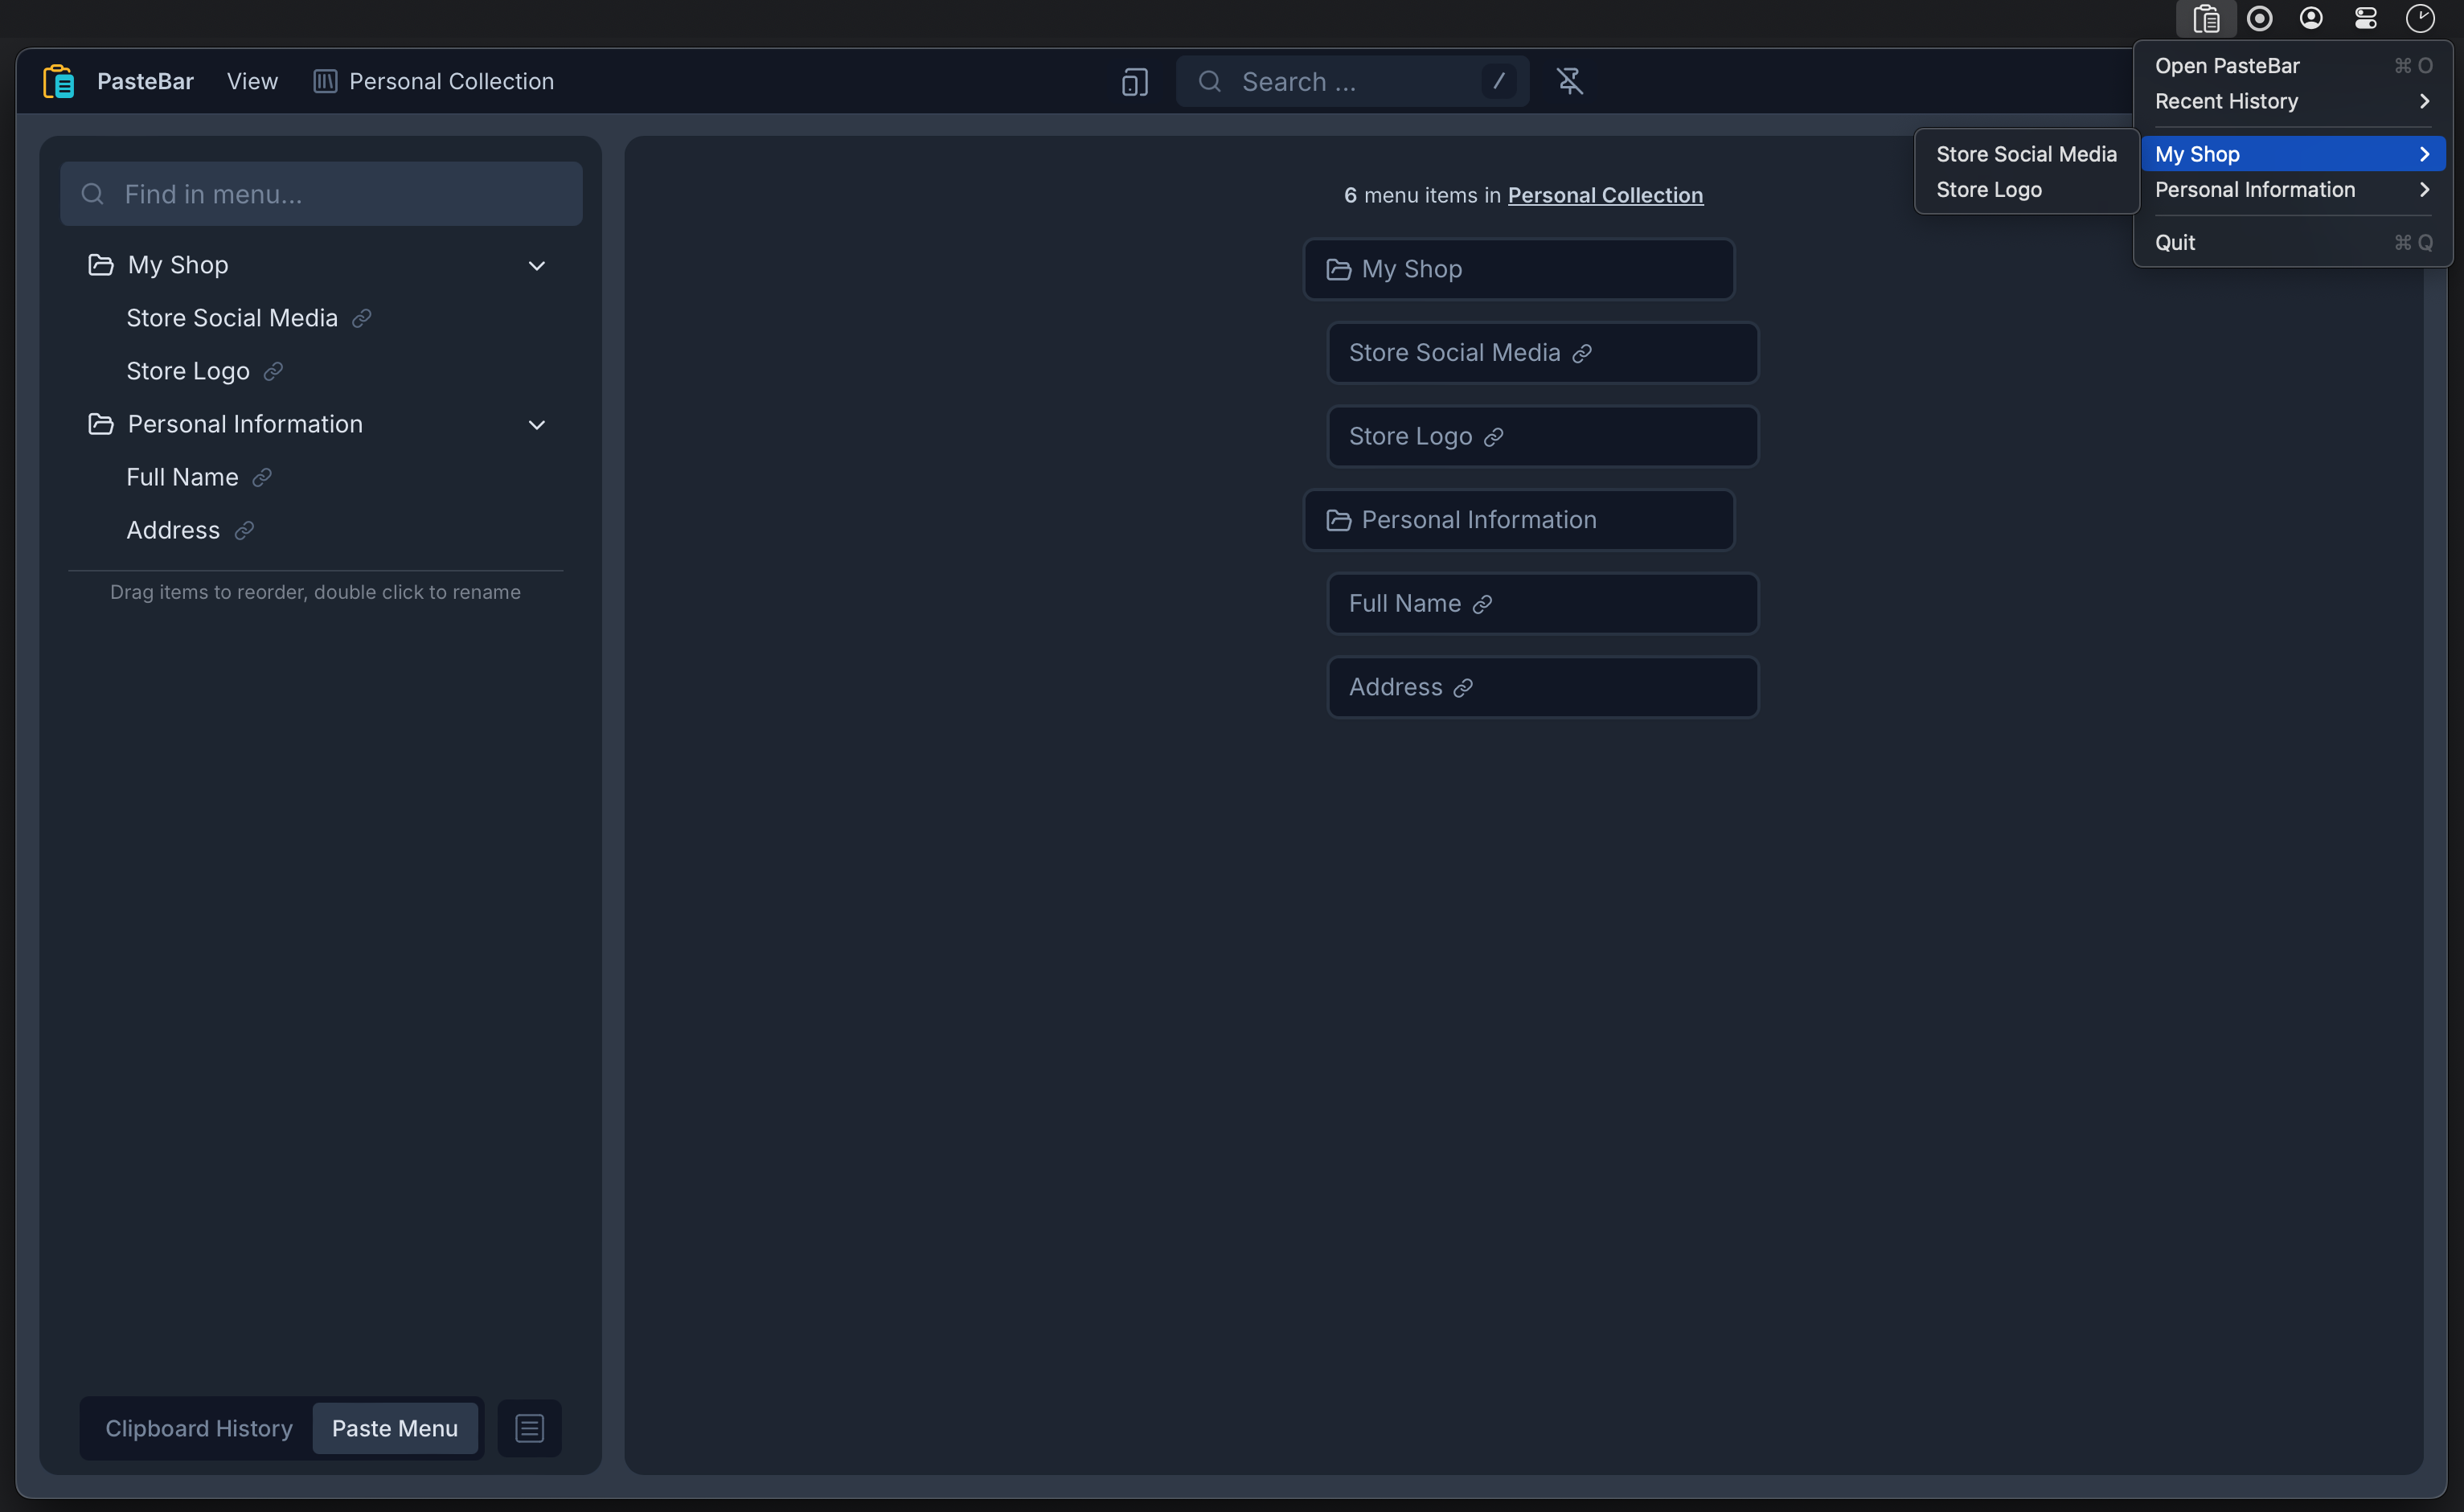 PasteBar View Personal Collection Search ... /
Open PasteBar ⌘ O
Recent History
My Shop
Personal Information
Quit ⌘ Q
Store Social Media
Store Logo
Find in menu...
My Shop
Store Social Media
Store Logo
Personal Information
Full Name
Address
Drag items to reorder, double click to rename
Clipboard History Paste Menu
6 menu items in Personal Collection
My Shop
Store Social Media
Store Logo
Personal Information
Full Name
Address